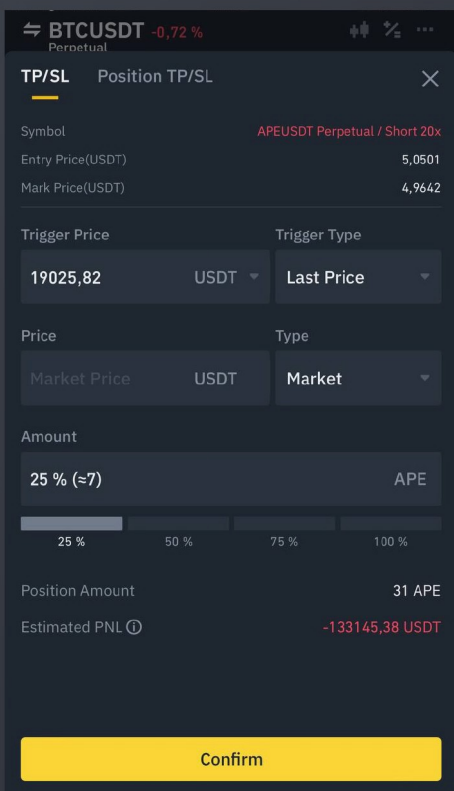 BTCUSDT -0,72 %
Perpetual
TP/SL Position TP/SL
Symbol APEUSDT Perpetual / Short 20x
Entry Price(USDT) 5,0501
Mark Price(USDT) 4,9642
Trigger Price Trigger Type
19025,82 USDT Last Price
Price Type
Market Price USDT Market
Amount
25 % (≈7) APE
25 % 50 % 75 % 100 %
Position Amount 31 APE
Estimated PNL -133145,38 USDT
Confirm